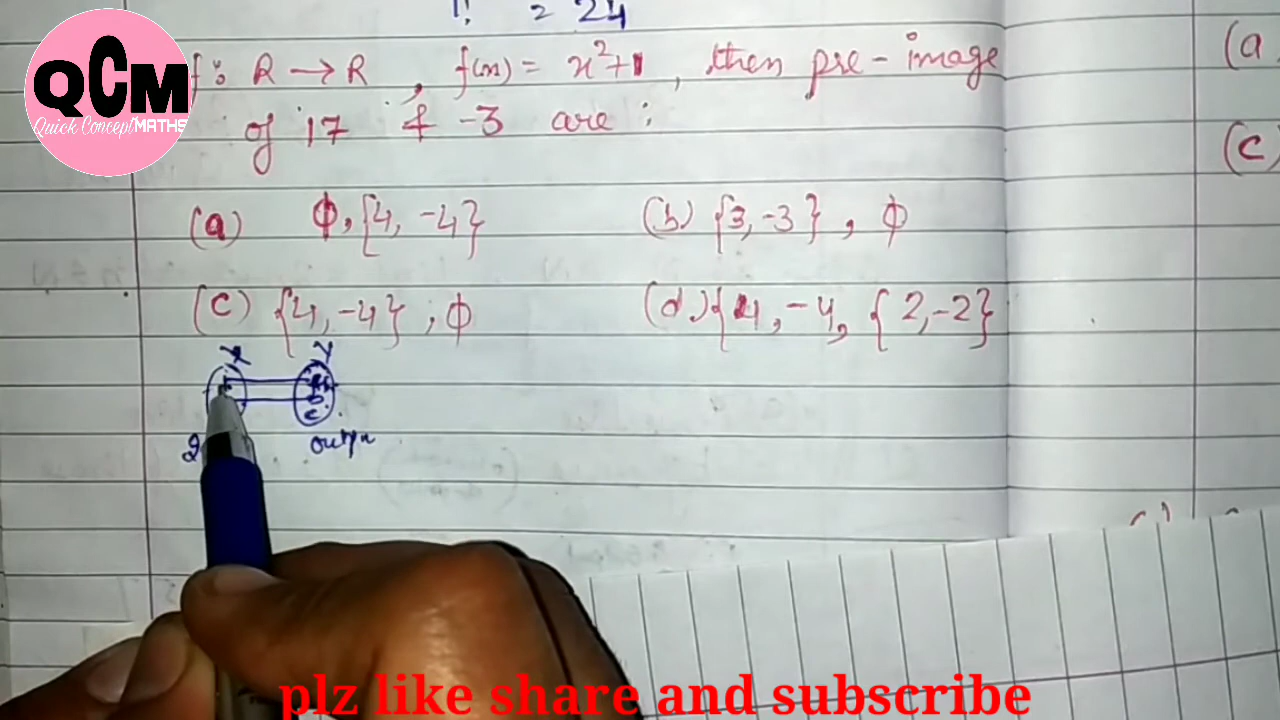 !! = 24
QCM
Quick Concept MATHS
f: R → R , f(x) = x²+1 , then pre-image
of 17 & -3 are :
(a) ϕ, {4, -4}
(b) {3, -3} , ϕ
(c) {4, -4} , ϕ
(d) {4, -4, {2, -2}
(a
(c)
x y
b
c
plz like share and subscribe